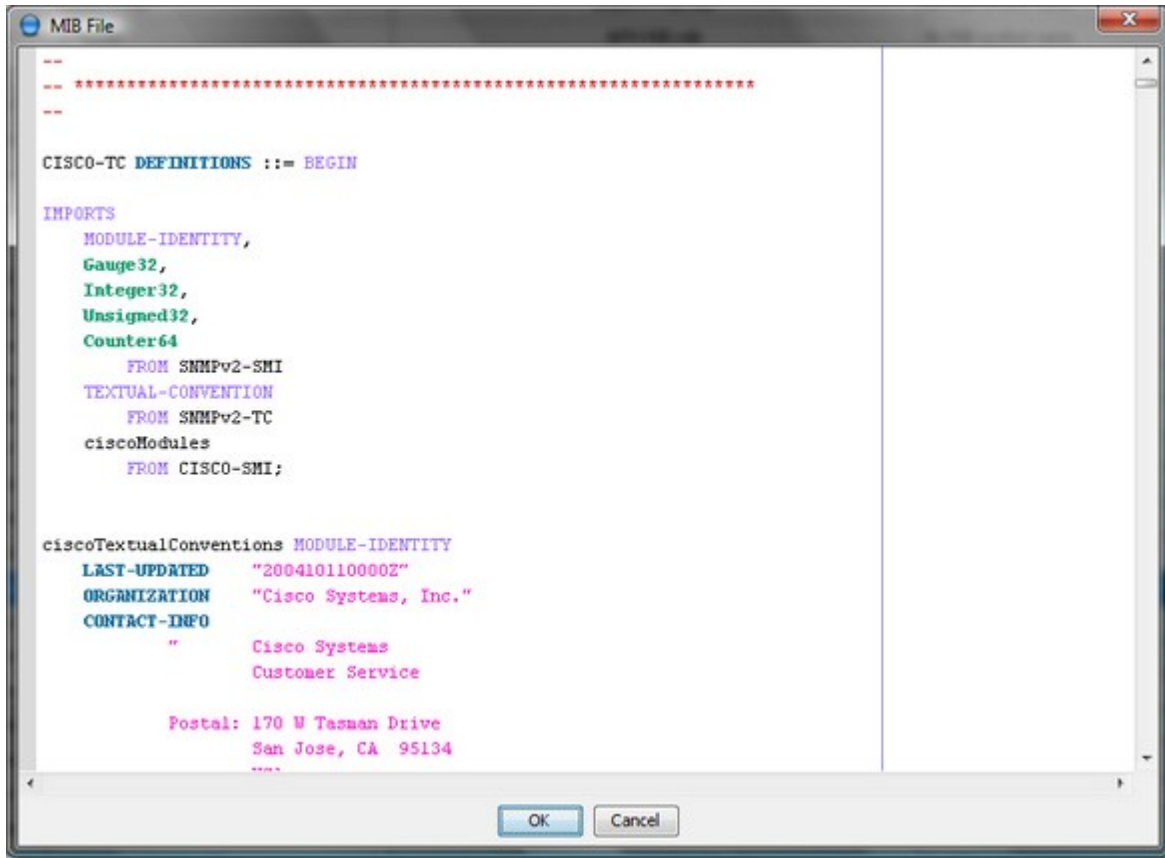 MIB File
--
-- *****************************************************************
--
CISCO-TC DEFINITIONS ::= BEGIN
IMPORTS
MODULE-IDENTITY,
Gauge32,
Integer32,
Unsigned32,
Counter64
FROM SNMPv2-SMI
TEXTUAL-CONVENTION
FROM SNMPv2-TC
ciscoModules
FROM CISCO-SMI;
ciscoTextualConventions MODULE-IDENTITY
LAST-UPDATED "200410110000Z"
ORGANIZATION "Cisco Systems, Inc."
CONTACT-INFO
" Cisco Systems
Customer Service
Postal: 170 W Tasman Drive
San Jose, CA 95134
OK Cancel